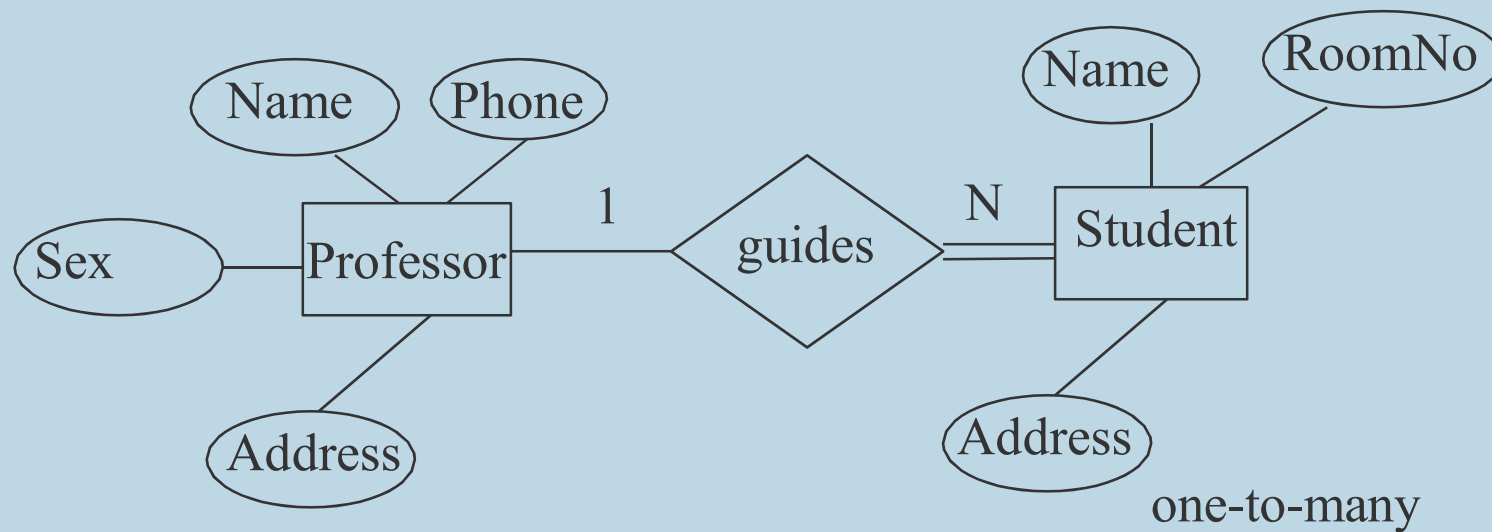 Name
RoomNo
Name
Phone
1
N
Student
guides
Sex
Professor
Address
Address
one-to-many